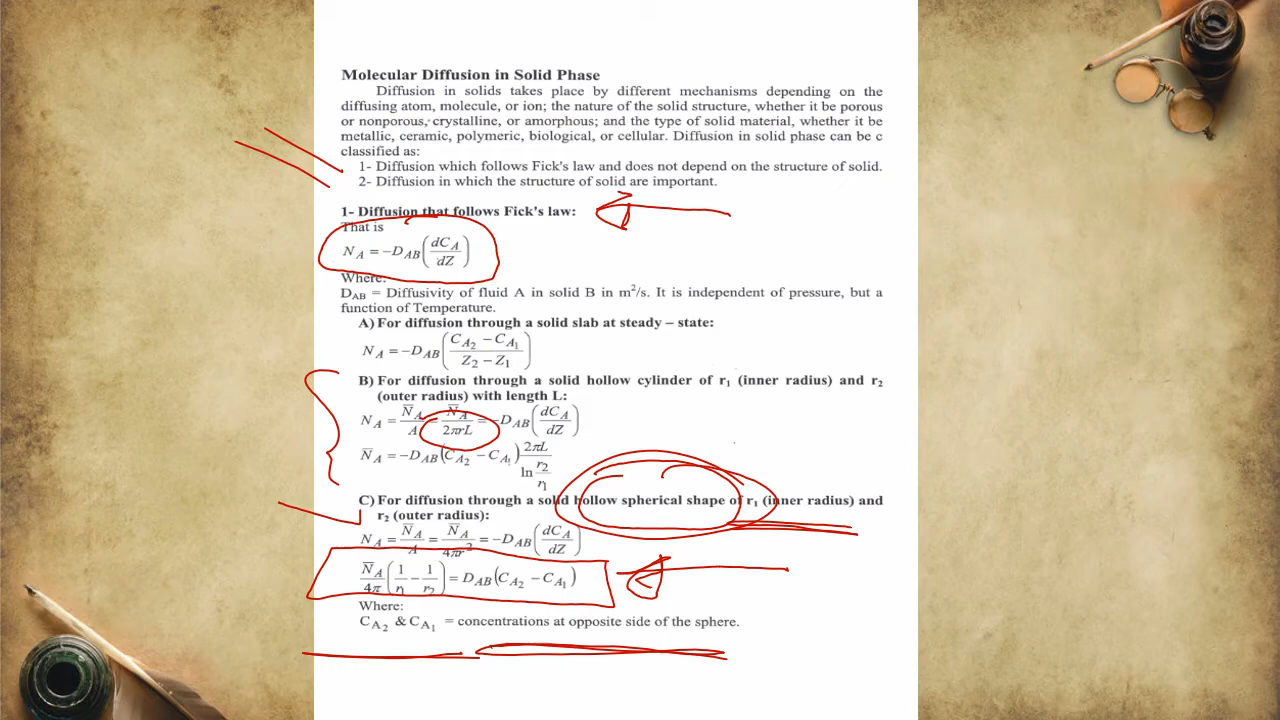 Molecular Diffusion in Solid Phase
Diffusion in solids takes place by different mechanisms depending on the
diffusing atom, molecule, or ion; the nature of the solid structure, whether it be porous
or nonporous, crystalline, or amorphous; and the type of solid material, whether it be
metallic, ceramic, polymeric, biological, or cellular. Diffusion in solid phase can be c
classified as:
1- Diffusion which follows Fick's law and does not depend on the structure of solid.
2- Diffusion in which the structure of solid are important.
1- Diffusion that follows Fick's law:
That is
N_A = -D_AB (dC_A / dZ)
Where:
D_AB = Diffusivity of fluid A in solid B in m²/s. It is independent of pressure, but a
function of Temperature.
A) For diffusion through a solid slab at steady – state:
N_A = -D_AB ((C_A₂ - C_A₁) / (Z₂ - Z₁))
B) For diffusion through a solid hollow cylinder of r₁ (inner radius) and r₂
(outer radius) with length L:
N_A = N̄_A / A = N̄_A / 2πrL = -D_AB (dC_A / dZ)
N̄_A = -D_AB (C_A₂ - C_A₁) 2πL / ln (r₂ / r₁)
C) For diffusion through a solid hollow spherical shape of r₁ (inner radius) and
r₂ (outer radius):
N_A = N̄_A / A = N̄_A / 4πr² = -D_AB (dC_A / dZ)
N̄_A / 4π (1/r₁ - 1/r₂) = D_AB (C_A₂ - C_A₁)
Where:
C_A₂ & C_A₁ = concentrations at opposite side of the sphere.